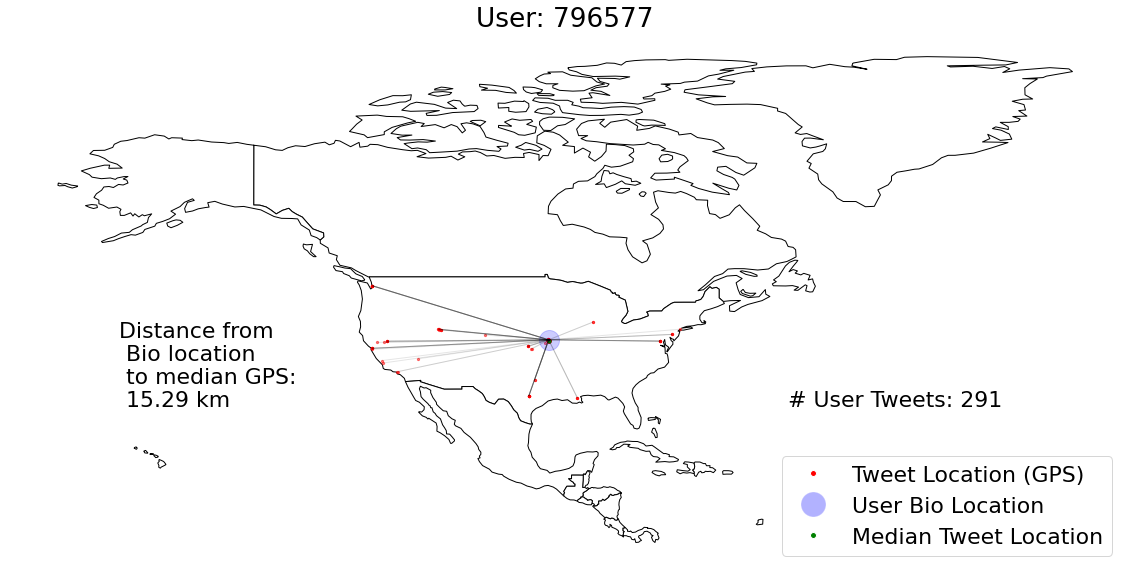 User: 796577
Distance from
Bio location
to median GPS:
15.29 km
# User Tweets: 291
Tweet Location (GPS)
User Bio Location
Median Tweet Location